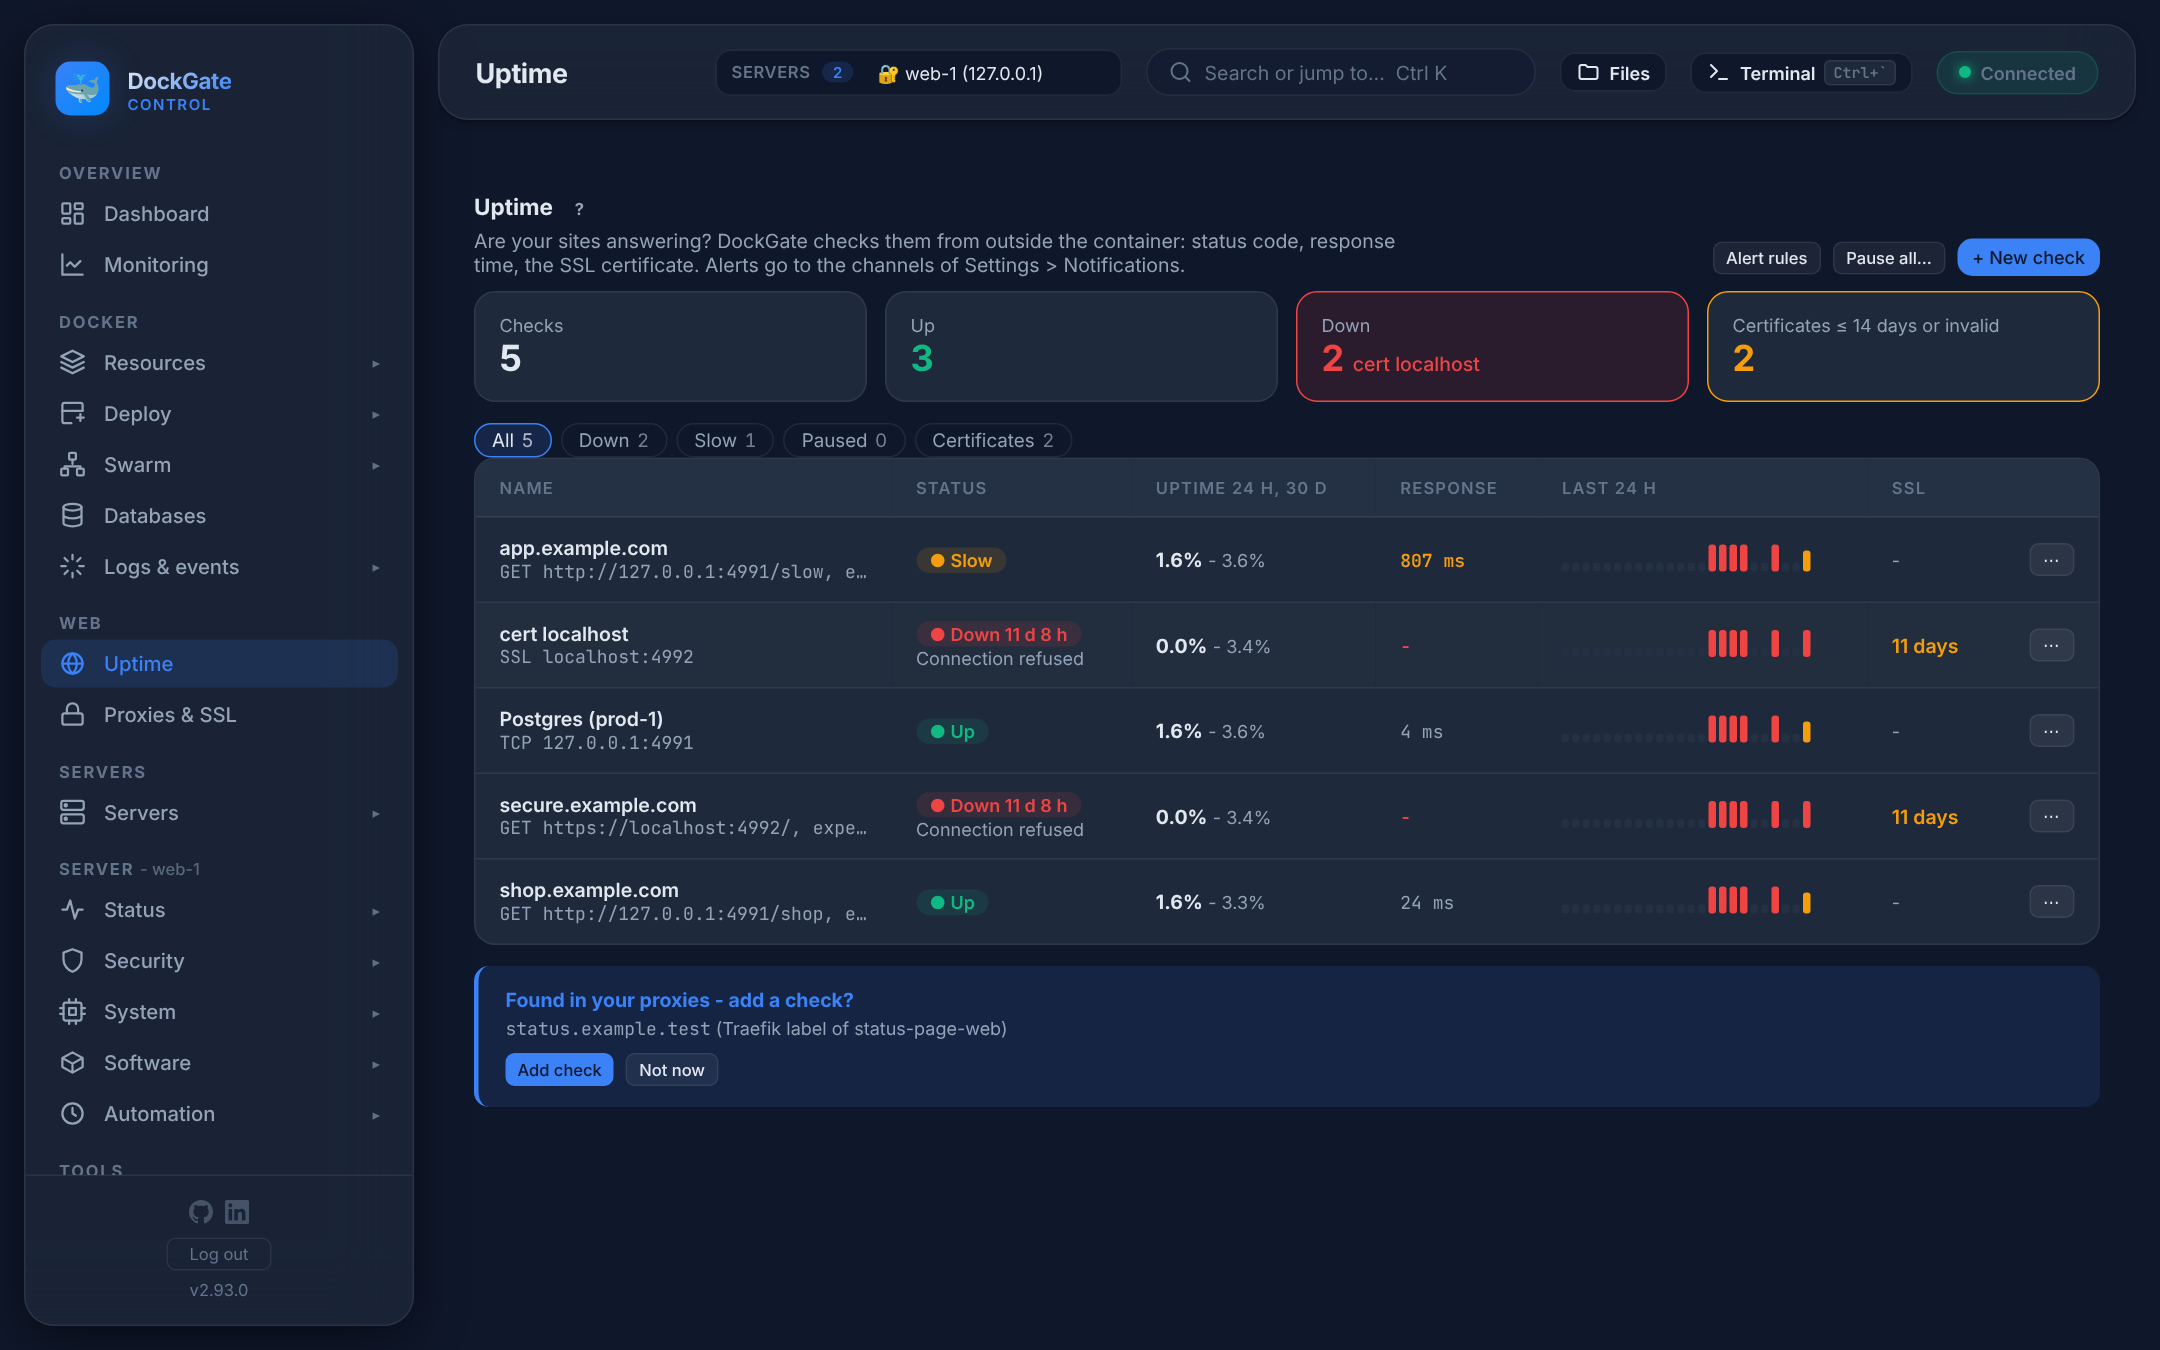 DockGate
CONTROL
OVERVIEW
Dashboard
Monitoring
DOCKER
Resources
Deploy
Swarm
Databases
Logs & events
WEB
Uptime
Proxies & SSL
SERVERS
Servers
SERVER - web-1
Status
Security
System
Software
Automation
TOOLS
Log out
v2.93.0
Uptime
SERVERS 2 web-1 (127.0.0.1)
Search or jump to... Ctrl K
Files
Terminal Ctrl+`
Connected
Uptime ?
Are your sites answering? DockGate checks them from outside the container: status code, response
time, the SSL certificate. Alerts go to the channels of Settings > Notifications.
Alert rules
Pause all...
+ New check
Checks
5
Up
3
Down
2 cert localhost
Certificates ≤ 14 days or invalid
2
All 5
Down 2
Slow 1
Paused 0
Certificates 2
NAME STATUS UPTIME 24 H, 30 D RESPONSE LAST 24 H SSL
app.example.com
GET http://127.0.0.1:4991/slow, e…
Slow
1.6% - 3.6%
807 ms
-
...
cert localhost
SSL localhost:4992
Down 11 d 8 h
Connection refused
0.0% - 3.4%
-
11 days
...
Postgres (prod-1)
TCP 127.0.0.1:4991
Up
1.6% - 3.6%
4 ms
-
...
secure.example.com
GET https://localhost:4992/, expe…
Down 11 d 8 h
Connection refused
0.0% - 3.4%
-
11 days
...
shop.example.com
GET http://127.0.0.1:4991/shop, e…
Up
1.6% - 3.3%
24 ms
-
...
Found in your proxies - add a check?
status.example.test (Traefik label of status-page-web)
Add check
Not now